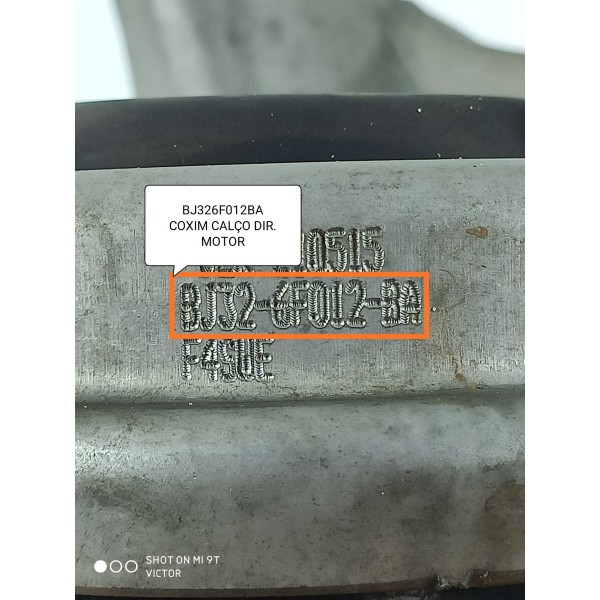 BJ326F012BA
COXIM CALÇO DIR.
MOTOR
BJ32-6F012-BA
SHOT ON MI 9T
VICTOR